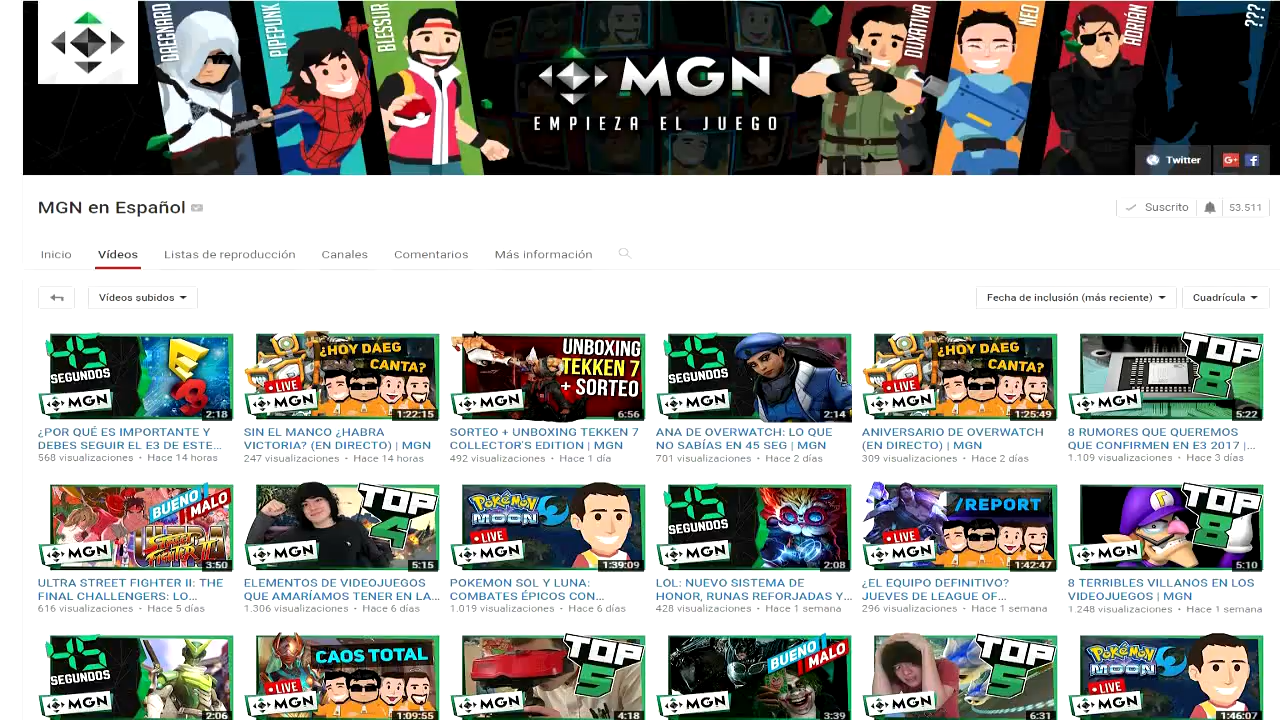 DAEGNARD
PIPEPUNK
BLESSUR
MGN
EMPIEZA EL JUEGO
DUXATIVA
NEO
ADRIÁN
???
Twitter
G+ f
MGN en Español
Suscrito
53.511
Inicio Vídeos Listas de reproducción Canales Comentarios Más información
Vídeos subidos
Fecha de inclusión (más reciente)
Cuadrícula
45 SEGUNDOS E3 MGN 2:18
¿HOY DAEG CANTA? LIVE MGN 1:22:15
UNBOXING TEKKEN 7 + SORTEO MGN 6:56
45 SEGUNDOS MGN 2:14
¿HOY DAEG CANTA? LIVE MGN 1:25:49
TOP 8 MGN 5:22
¿POR QUÉ ES IMPORTANTE Y DEBES SEGUIR EL E3 DE ESTE...
568 visualizaciones • Hace 14 horas
SIN EL MANCO ¿HABRA VICTORIA? (EN DIRECTO) | MGN
247 visualizaciones • Hace 14 horas
SORTEO + UNBOXING TEKKEN 7 COLLECTOR'S EDITION | MGN
492 visualizaciones • Hace 1 día
ANA DE OVERWATCH: LO QUE NO SABÍAS EN 45 SEG | MGN
701 visualizaciones • Hace 2 días
ANIVERSARIO DE OVERWATCH (EN DIRECTO) | MGN
309 visualizaciones • Hace 2 días
8 RUMORES QUE QUEREMOS QUE CONFIRMEN EN E3 2017 |...
1.109 visualizaciones • Hace 3 días
BUENO MALO ULTRA STREET FIGHTER II MGN 3:50
TOP 4 MGN 5:15
POKÉMON MOON LIVE MGN 1:39:09
45 SEGUNDOS MGN 2:08
/REPORT LIVE MGN 1:42:47
TOP 8 MGN 5:10
ULTRA STREET FIGHTER II: THE FINAL CHALLENGERS: LO...
616 visualizaciones • Hace 5 días
ELEMENTOS DE VIDEOJUEGOS QUE AMARÍAMOS TENER EN LA...
1.306 visualizaciones • Hace 6 días
POKEMON SOL Y LUNA: COMBATES ÉPICOS CON...
1.019 visualizaciones • Hace 6 días
LOL: NUEVO SISTEMA DE HONOR, RUNAS REFORJADAS Y...
428 visualizaciones • Hace 1 semana
¿EL EQUIPO DEFINITIVO? JUEVES DE LEAGUE OF...
296 visualizaciones • Hace 1 semana
8 TERRIBLES VILLANOS EN LOS VIDEOJUEGOS | MGN
1.248 visualizaciones • Hace 1 semana
45 SEGUNDOS MGN 2:06
CAOS TOTAL LIVE MGN 1:09:55
TOP 5 MGN 4:18
BUENO MALO MGN 3:39
TOP 5 MGN 6:31
POKÉMON MOON LIVE MGN 1:46:07